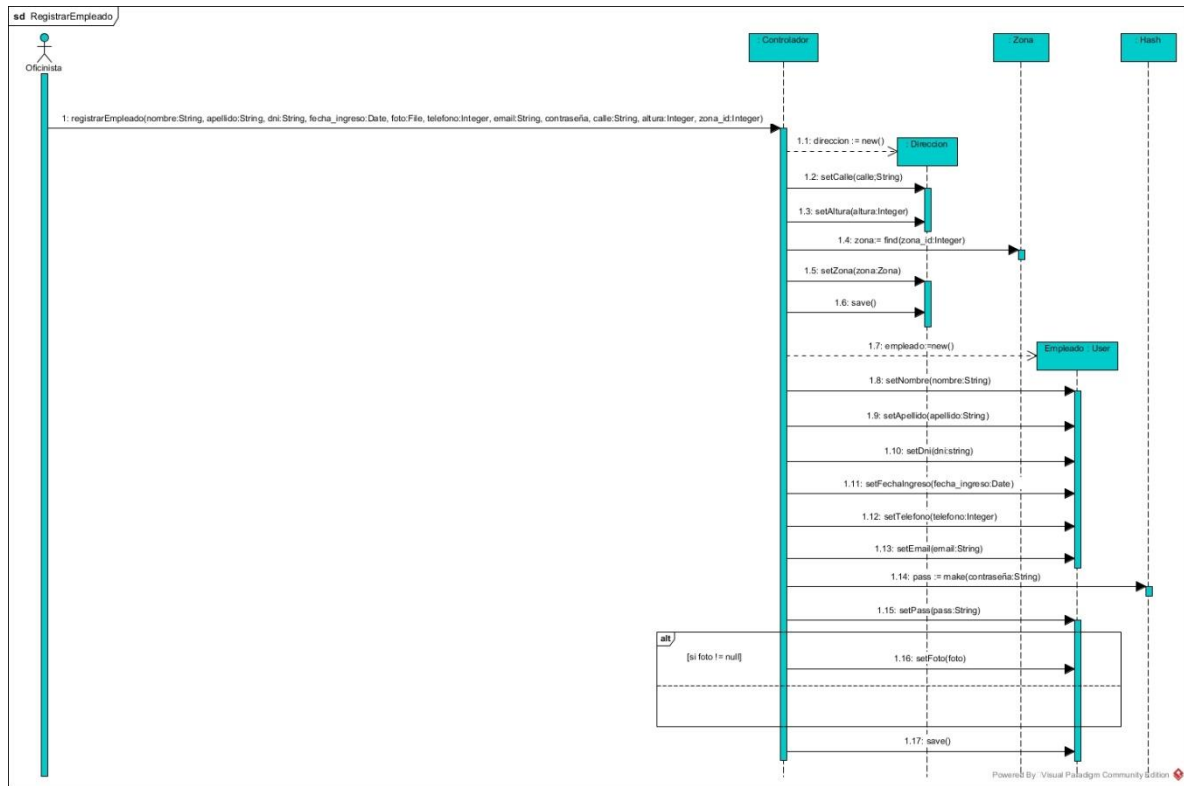 sd RegistrarEmpleado
Oficinista
: Controlador
: Zona
: Hash
1: registrarEmpleado(nombre:String, apellido:String, dni:String, fecha_ingreso:Date, foto:File, telefono:Integer, email:String, contraseña, calle:String, altura:Integer, zona_id:Integer)
1.1: direccion := new()
: Direccion
1.2: setCalle(calle;String)
1.3: setAltura(altura:Integer)
1.4: zona:= find(zona_id:Integer)
1.5: setZona(zona:Zona)
1.6: save()
1.7: empleado:=new()
Empleado : User
1.8: setNombre(nombre:String)
1.9: setApellido(apellido:String)
1.10: setDni(dni:string)
1.11: setFechaIngreso(fecha_ingreso:Date)
1.12: setTelefono(telefono:Integer)
1.13: setEmail(email:String)
1.14: pass := make(contraseña:String)
1.15: setPass(pass:String)
alt
[si foto != null]
1.16: setFoto(foto)
1.17: save()
Powered By: Visual Paradigm Community Edition